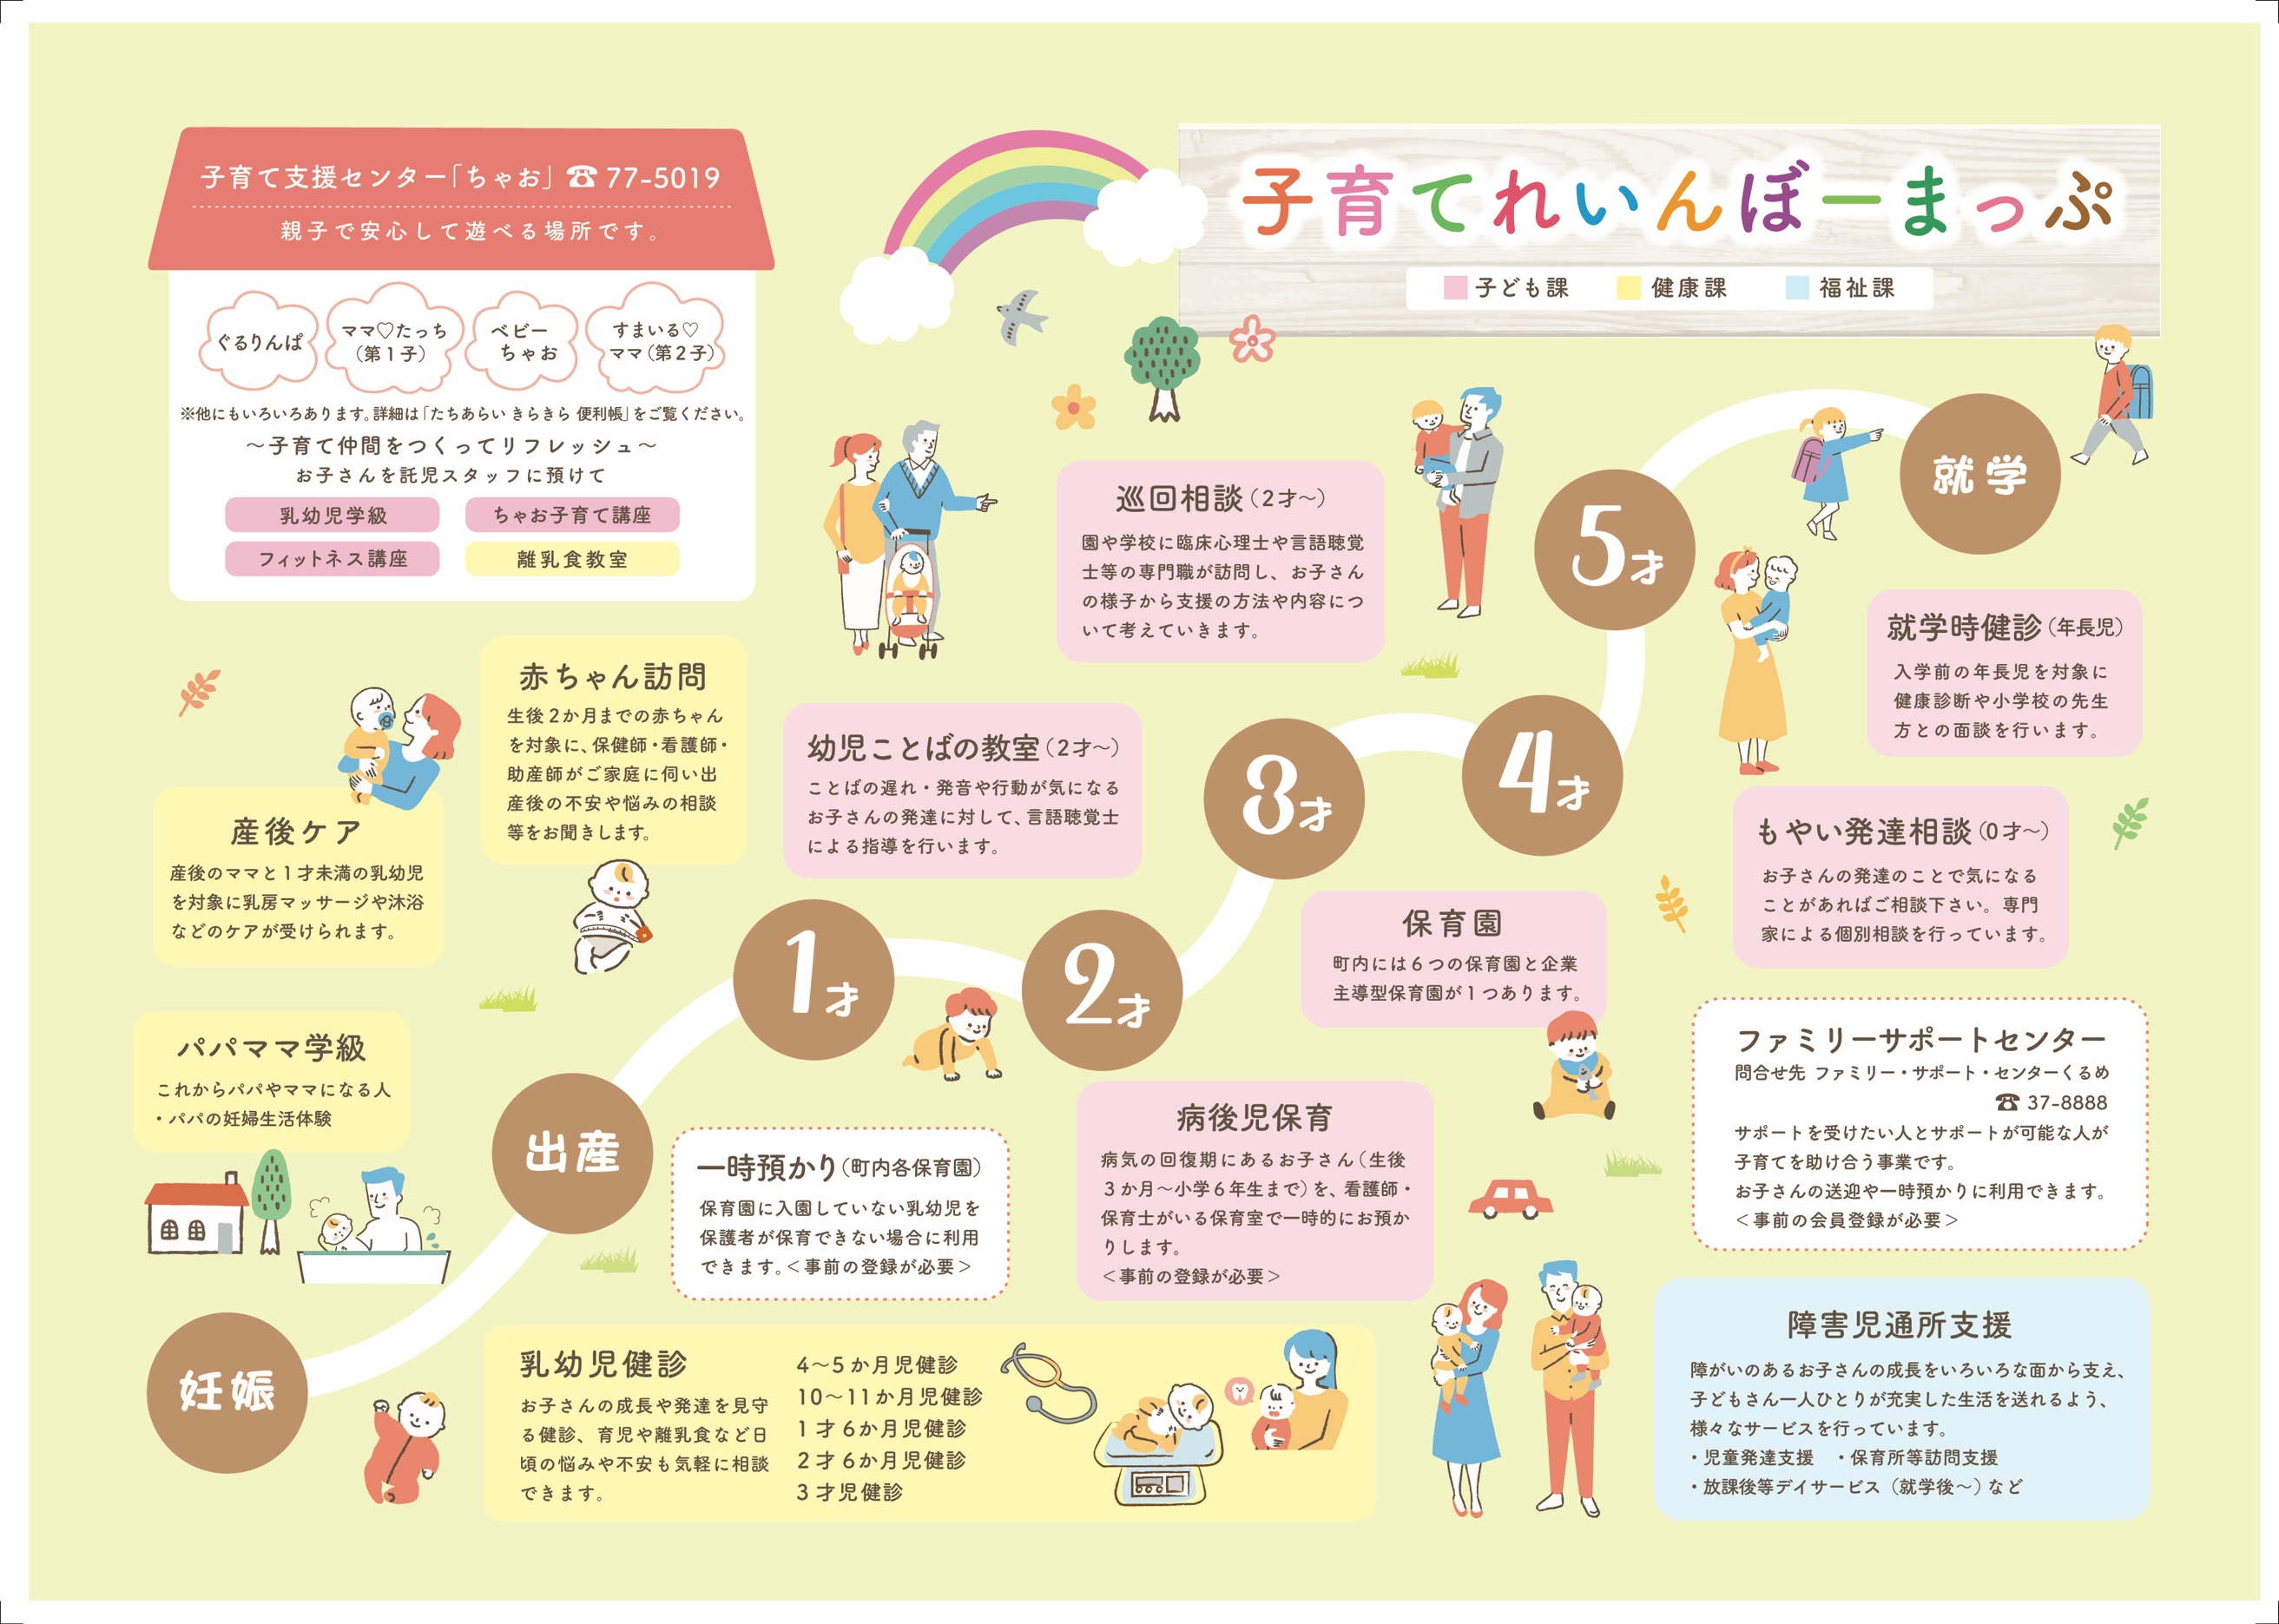 子育てれいんぼーまっぷ
子ども課 健康課 福祉課
子育て支援センター「ちゃお」☎77-5019
親子で安心して遊べる場所です。
ぐるりんぱ
ママ♡たっち
（第１子）
ベビー
ちゃお
すまいる♡
ママ（第２子）
※他にもいろいろあります。詳細は「たちあらい きらきら 便利帳」をご覧ください。
～子育て仲間をつくってリフレッシュ～
お子さんを託児スタッフに預けて
乳幼児学級
ちゃお子育て講座
フィットネス講座
離乳食教室
赤ちゃん訪問
生後２か月までの赤ちゃん
を対象に、保健師・看護師・
助産師がご家庭に伺い出
産後の不安や悩みの相談
等をお聞きします。
産後ケア
産後のママと１才未満の乳幼児
を対象に乳房マッサージや沐浴
などのケアが受けられます。
パパママ学級
これからパパやママになる人
・パパの妊婦生活体験
妊娠
出産
1才
2才
3才
4才
5才
就学
巡回相談（２才～）
園や学校に臨床心理士や言語聴覚
士等の専門職が訪問し、お子さん
の様子から支援の方法や内容につ
いて考えていきます。
幼児ことばの教室（２才～）
ことばの遅れ・発音や行動が気になる
お子さんの発達に対して、言語聴覚士
による指導を行います。
就学時健診（年長児）
入学前の年長児を対象に
健康診断や小学校の先生
方との面談を行います。
もやい発達相談（０才～）
お子さんの発達のことで気になる
ことがあればご相談下さい。専門
家による個別相談を行っています。
保育園
町内には６つの保育園と企業
主導型保育園が１つあります。
病後児保育
病気の回復期にあるお子さん（生後
３か月～小学６年生まで）を、看護師・
保育士がいる保育室で一時的にお預か
りします。
＜事前の登録が必要＞
一時預かり（町内各保育園）
保育園に入園していない乳幼児を
保護者が保育できない場合に利用
できます。＜事前の登録が必要＞
ファミリーサポートセンター
問合せ先 ファミリー・サポート・センターくるめ
☎ 37-8888
サポートを受けたい人とサポートが可能な人が
子育てを助け合う事業です。
お子さんの送迎や一時預かりに利用できます。
＜事前の会員登録が必要＞
乳幼児健診
お子さんの成長や発達を見守
る健診、育児や離乳食など日
頃の悩みや不安も気軽に相談
できます。
4～5か月児健診
10～11か月児健診
1才6か月児健診
2才6か月児健診
3才児健診
障害児通所支援
障がいのあるお子さんの成長をいろいろな面から支え、
子どもさん一人ひとりが充実した生活を送れるよう、
様々なサービスを行っています。
・児童発達支援　・保育所等訪問支援
・放課後等デイサービス（就学後～）など